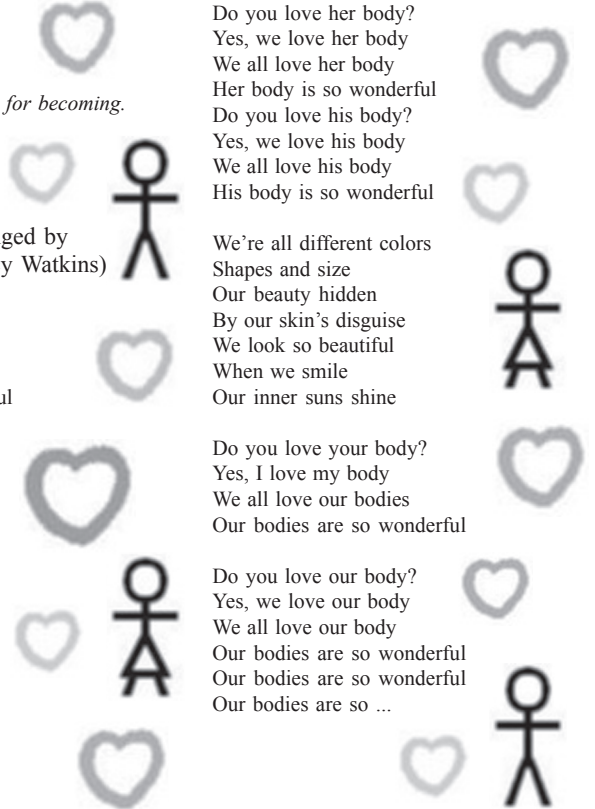 for becoming.
ged by
y Watkins)
ul
Do you love her body?
Yes, we love her body
We all love her body
Her body is so wonderful
Do you love his body?
Yes, we love his body
We all love his body
His body is so wonderful
We're all different colors
Shapes and size
Our beauty hidden
By our skin's disguise
We look so beautiful
When we smile
Our inner suns shine
Do you love your body?
Yes, I love my body
We all love our bodies
Our bodies are so wonderful
Do you love our body?
Yes, we love our body
We all love our body
Our bodies are so wonderful
Our bodies are so wonderful
Our bodies are so ...